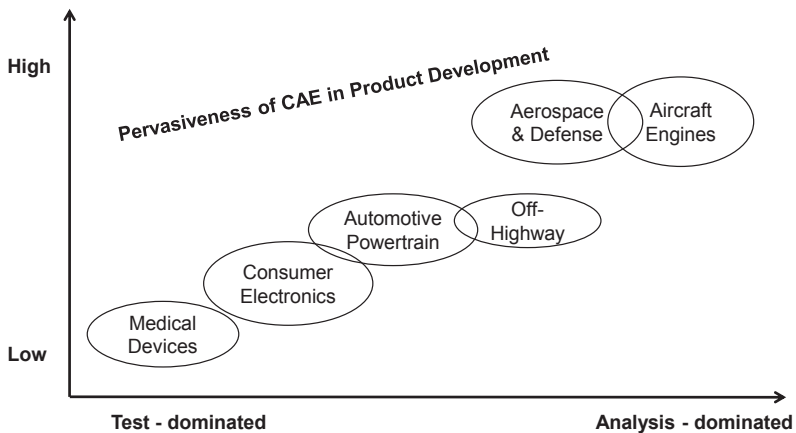 High
Pervasiveness of CAE in Product Development
Aerospace
& Defense
Aircraft
Engines
Automotive
Powertrain
Off-
Highway
Consumer
Electronics
Medical
Devices
Low
Test - dominated
Analysis - dominated